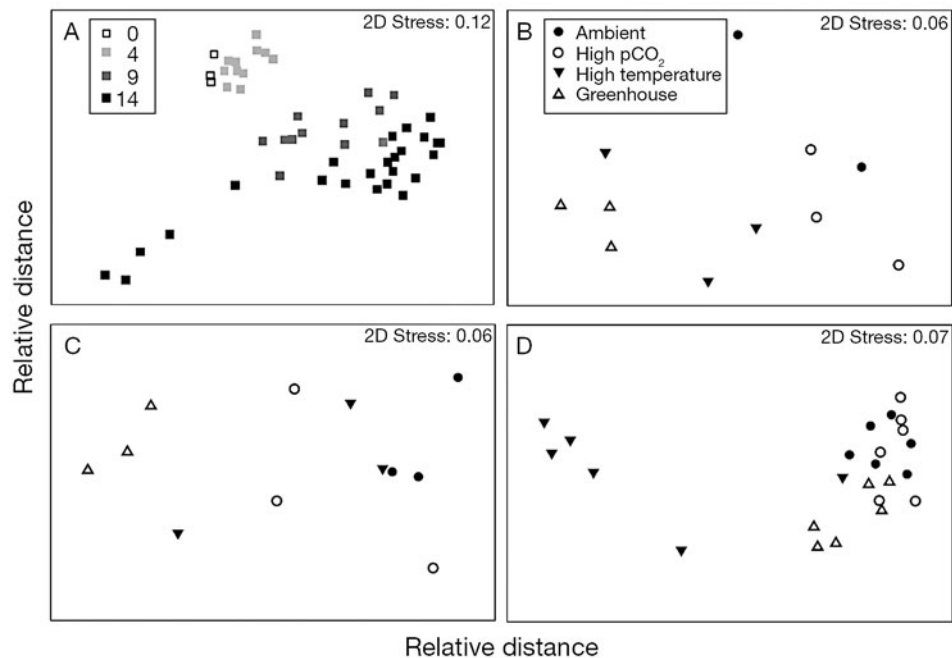 A
2D Stress: 0.12
0
4
9
14
B
2D Stress: 0.06
Ambient
High pCO₂
High temperature
Greenhouse
Relative distance
C
2D Stress: 0.06
D
2D Stress: 0.07
Relative distance